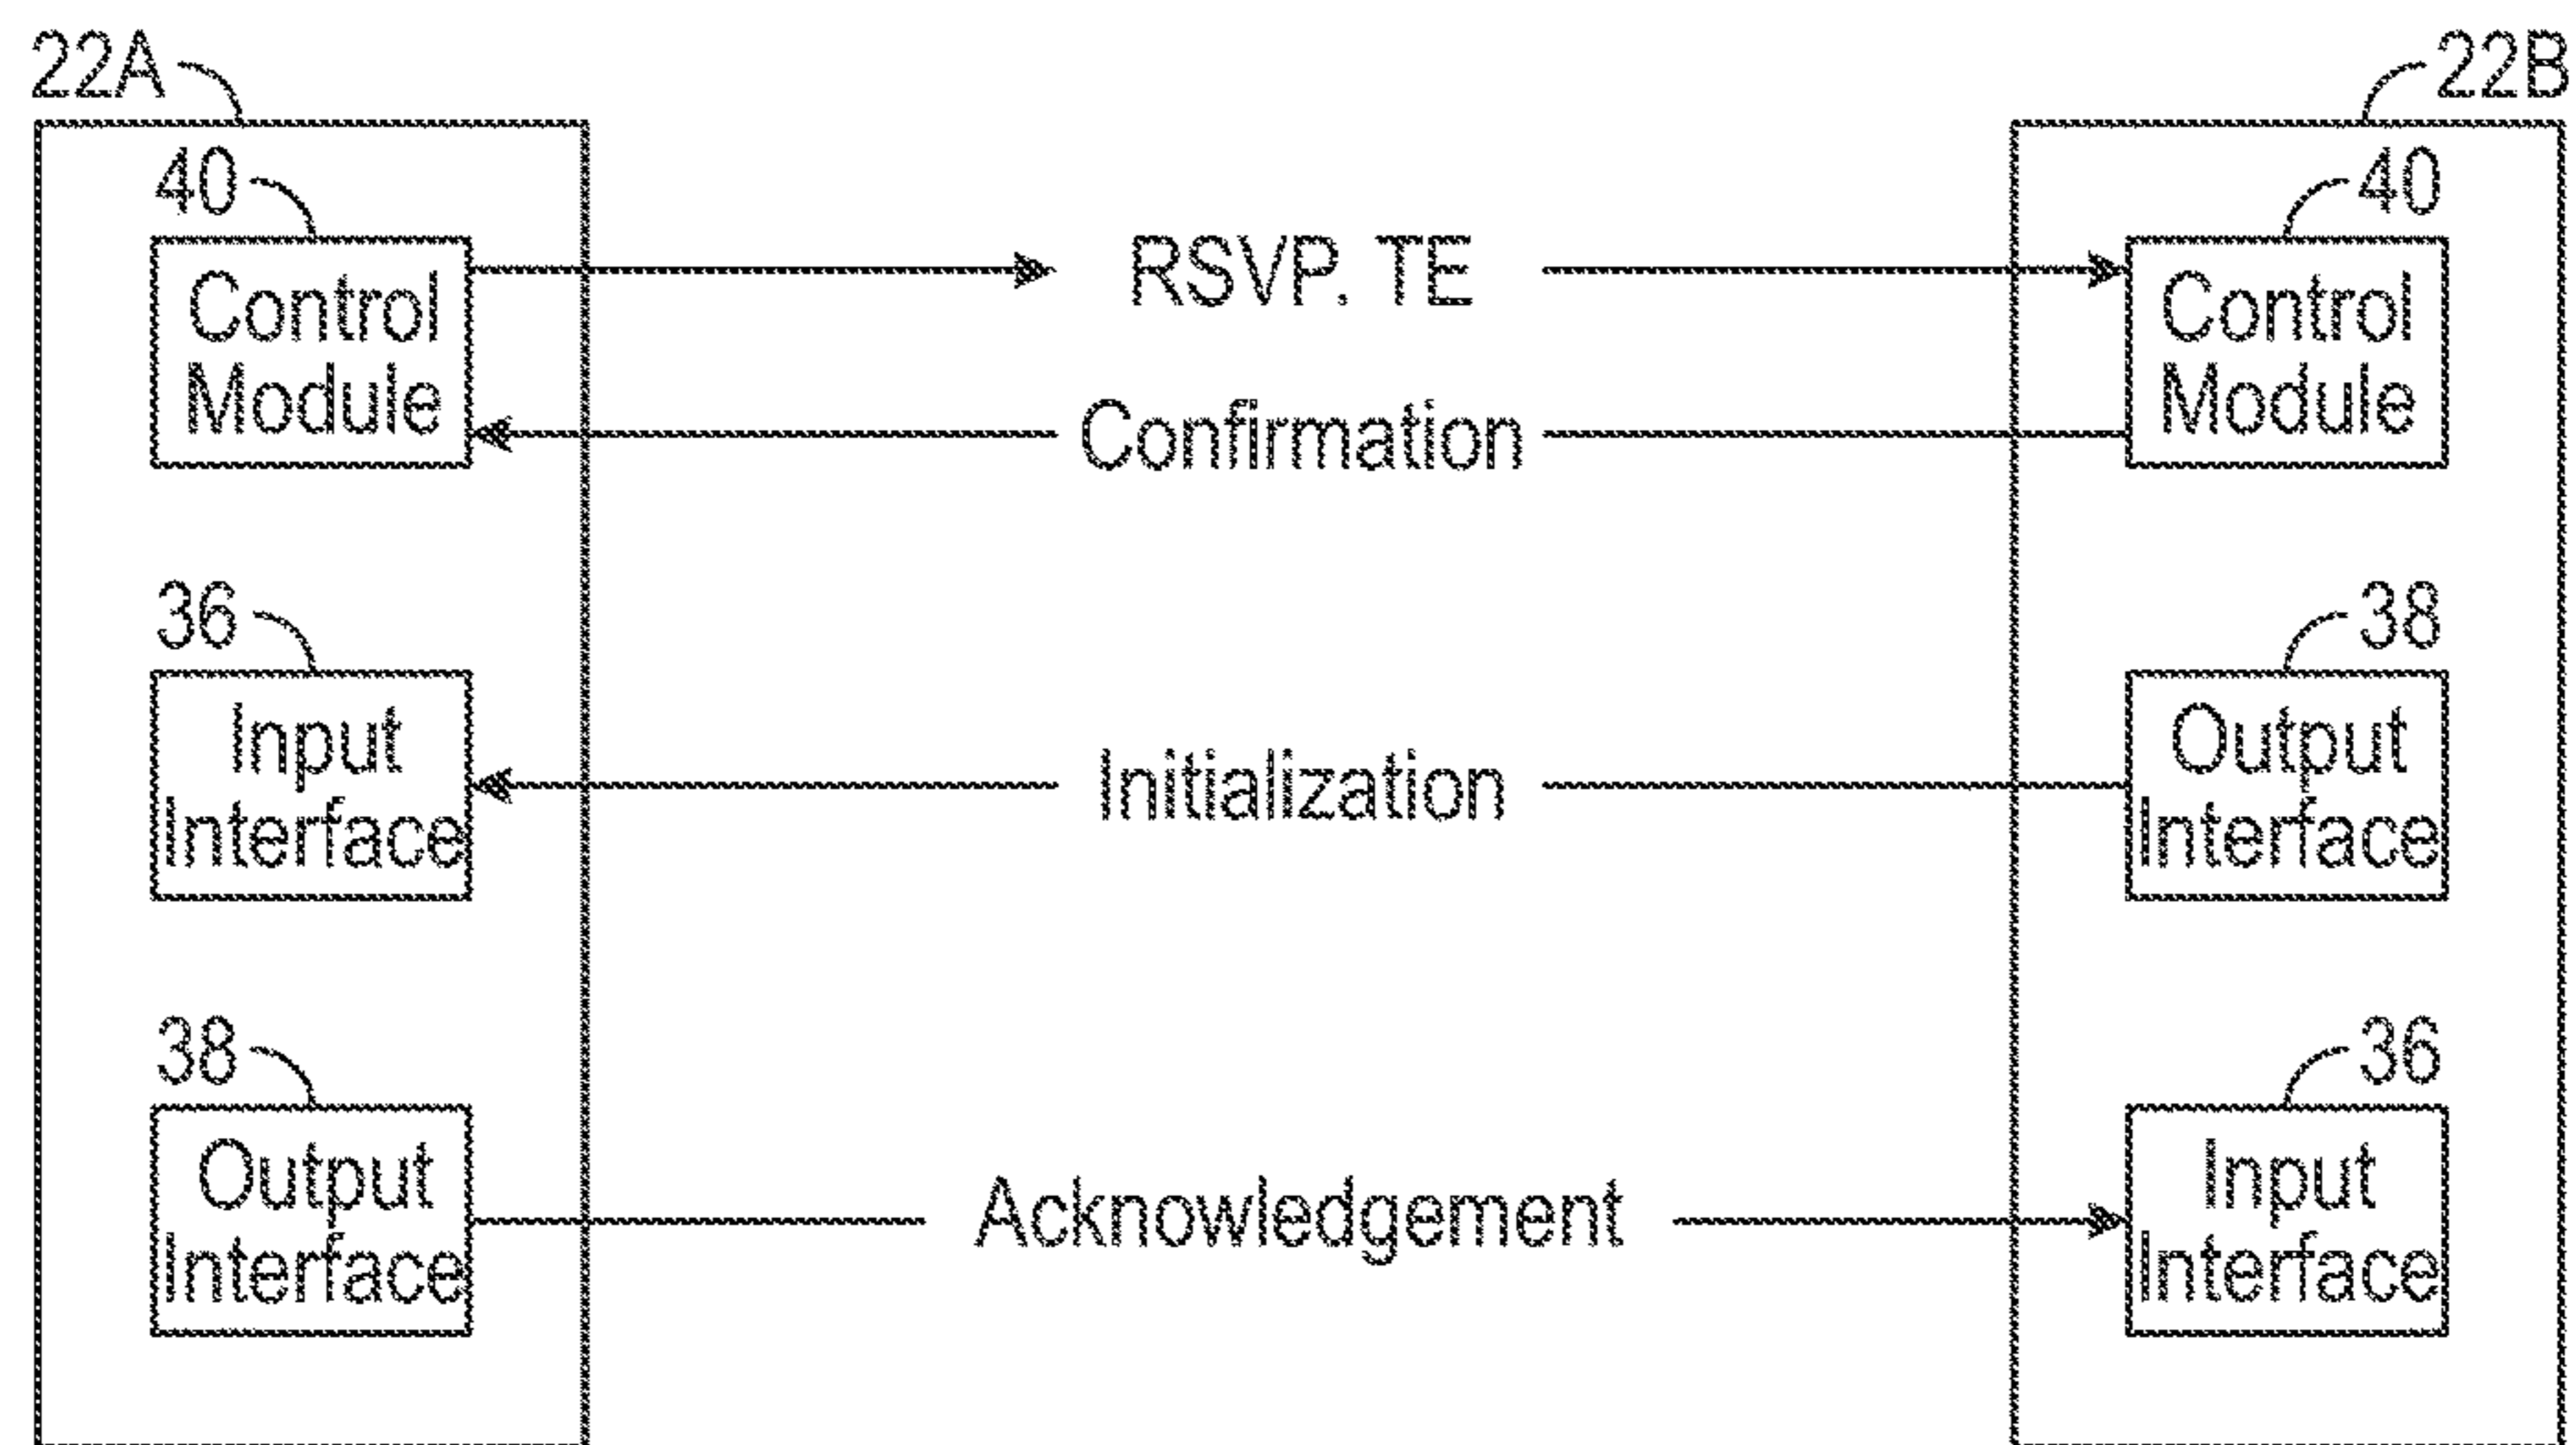 22A
22B
40
40
Control
Module
RSVP. TE
Control
Module
Confirmation
36
38
Input
Interface
Initialization
Output
Interface
38
36
Output
Interface
Acknowledgement
Input
Interface